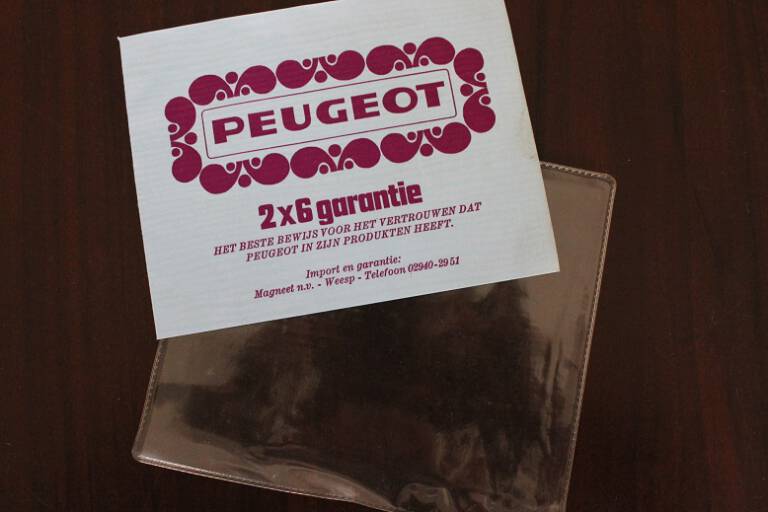 PEUGEOT
2x6 garantie
HET BESTE BEWIJS VOOR HET VERTROUWEN DAT
PEUGEOT IN ZIJN PRODUKTEN HEEFT.
Import en garantie:
Magneet n.v. - Weesp - Telefoon 02940-2951